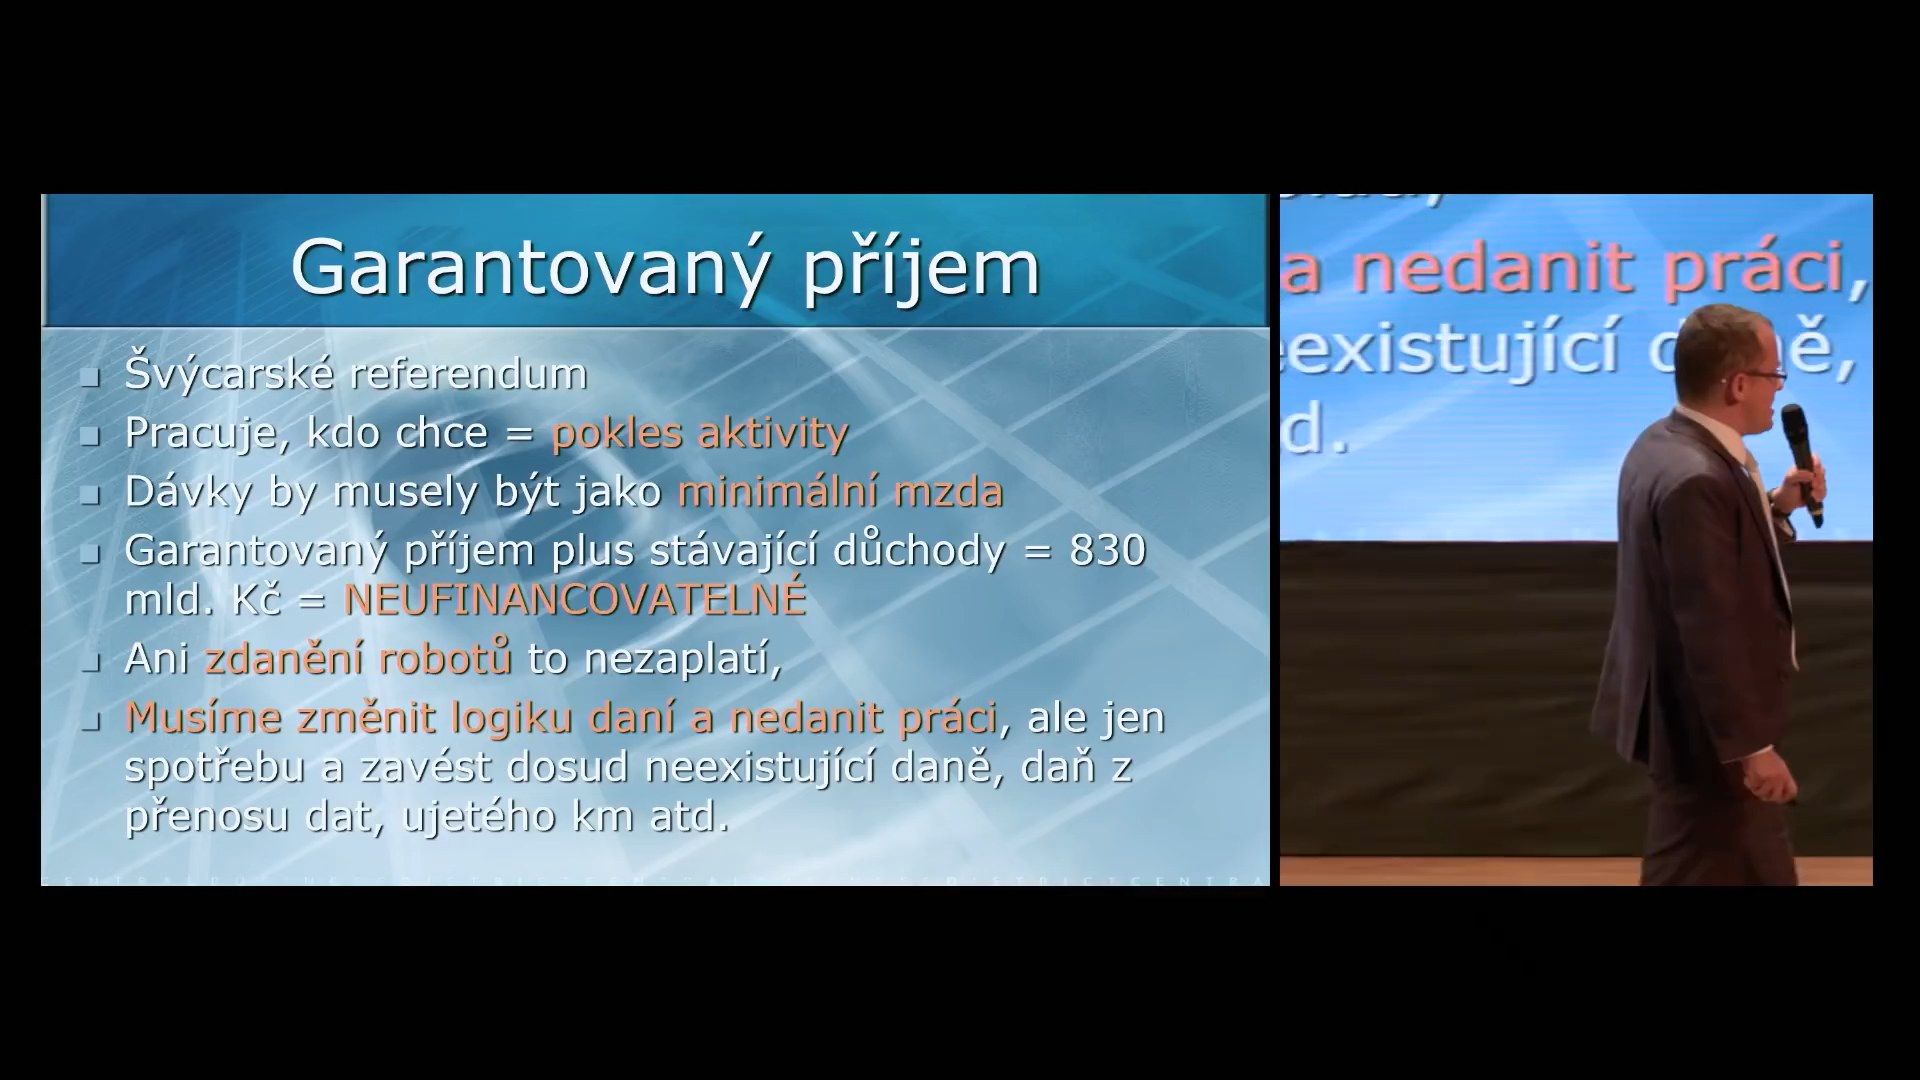 Garantovaný příjem
Švýcarské referendum
Pracuje, kdo chce = pokles aktivity
Dávky by musely být jako minimální mzda
Garantovaný příjem plus stávající důchody = 830
mld. Kč = NEUFINANCOVATELNÉ
Ani zdanění robotů to nezaplatí,
Musíme změnit logiku daní a nedanit práci, ale jen
spotřebu a zavést dosud neexistující daně, daň z
přenosu dat, ujetého km atd.
a nedanit práci,
eexistující daně,
d.